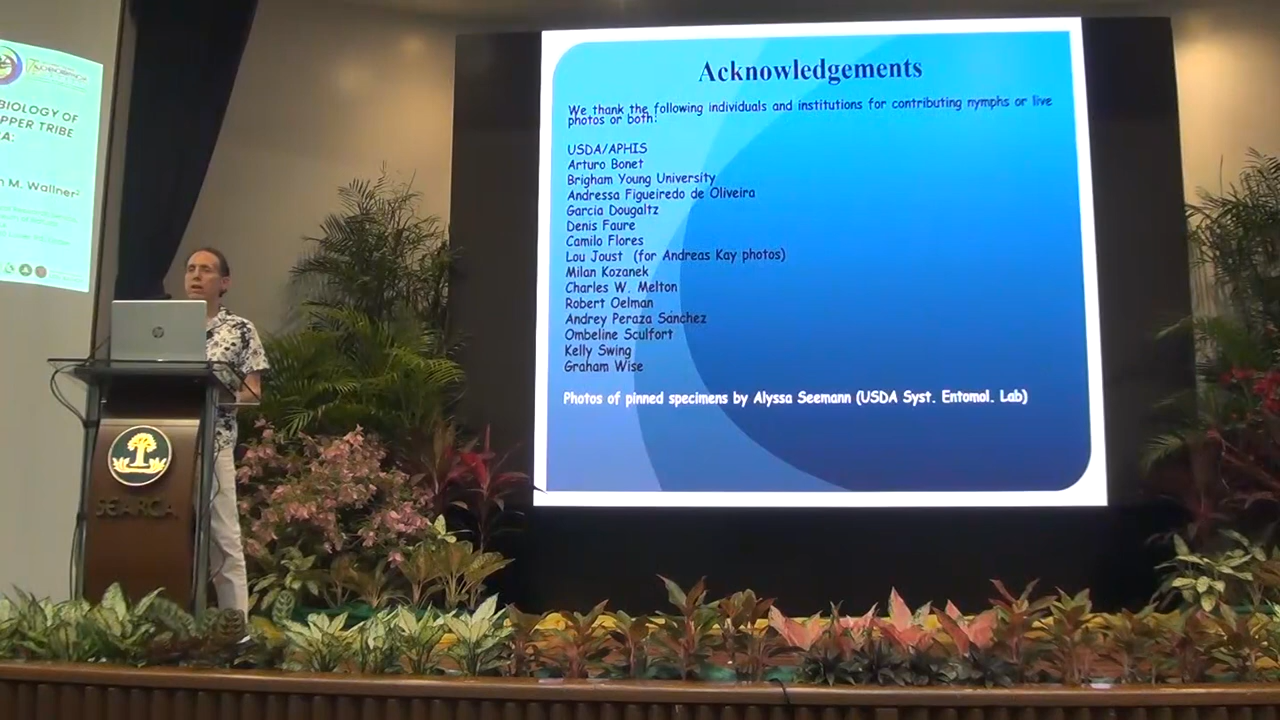 BIOLOGY OF
PPER TRIBE
A:
M. Wallner²
Acknowledgements
We thank the following individuals and institutions for contributing nymphs or live
photos or both:
USDA/APHIS
Arturo Bonet
Brigham Young University
Andressa Figueiredo de Oliveira
Garcia Dougaltz
Denis Faure
Camilo Flores
Lou Joust (for Andreas Kay photos)
Milan Kozanek
Charles W. Melton
Robert Oelman
Andrey Peraza Sánchez
Ombeline Sculfort
Kelly Swing
Graham Wise
Photos of pinned specimens by Alyssa Seemann (USDA Syst. Entomol. Lab)
hp
SEARCA